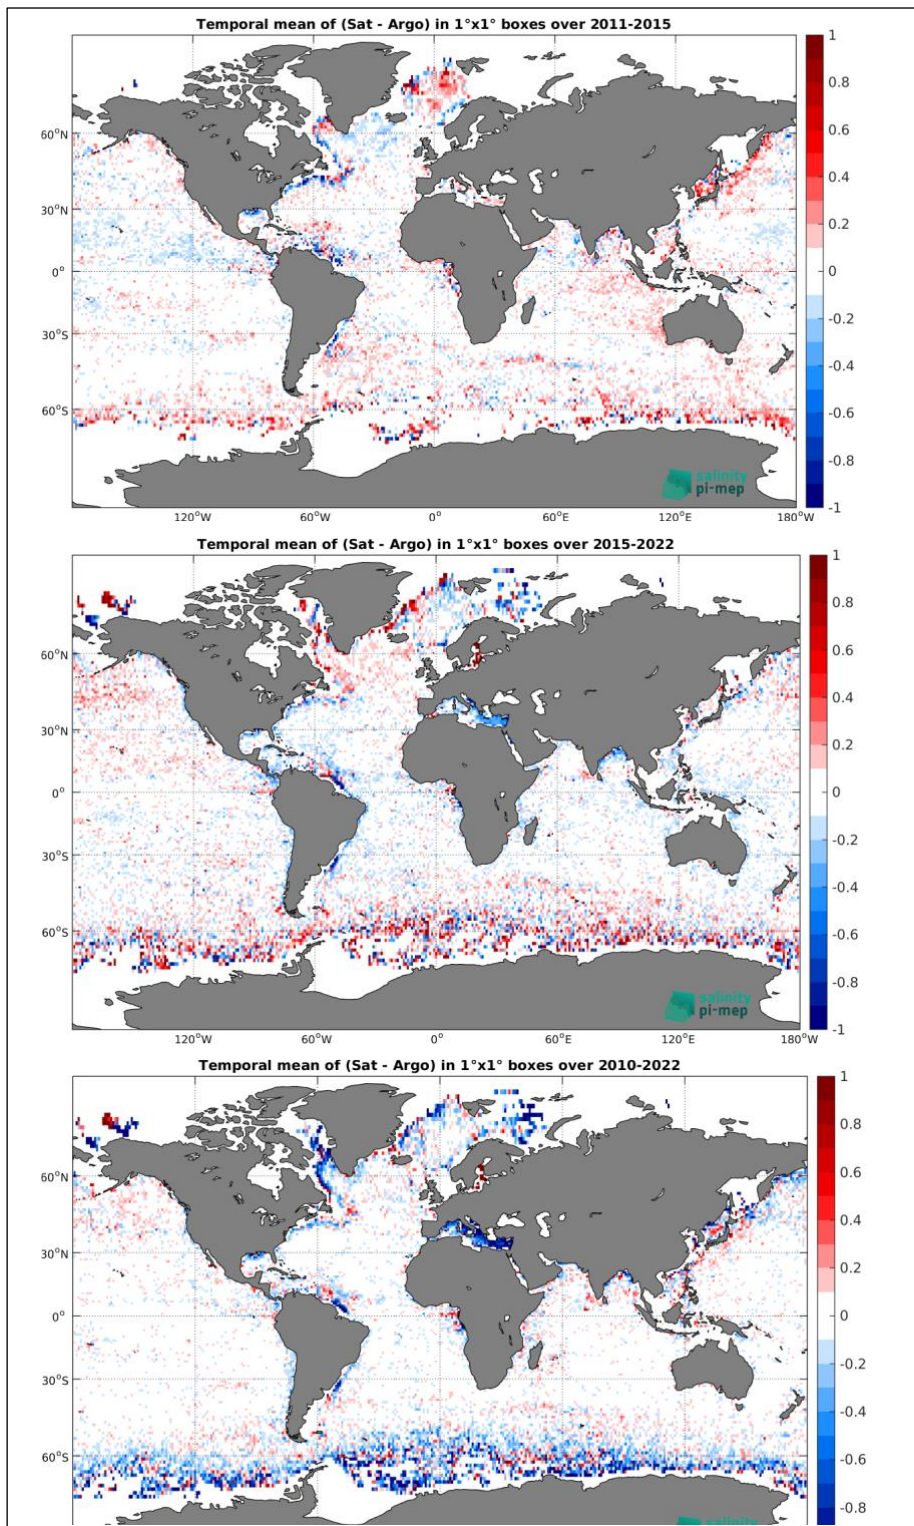 Temporal mean of (Sat - Argo) in 1°x1° boxes over 2011-2015
1
0.8
0.6
0.4
0.2
0
-0.2
-0.4
-0.6
-0.8
-1
60°N
30°N
0°
30°S
60°S
120°W
60°W
0°
60°E
120°E
180°W
salinity
pi-mep
Temporal mean of (Sat - Argo) in 1°x1° boxes over 2015-2022
1
0.8
0.6
0.4
0.2
0
-0.2
-0.4
-0.6
-0.8
-1
60°N
30°N
0°
30°S
60°S
120°W
60°W
0°
60°E
120°E
180°W
salinity
pi-mep
Temporal mean of (Sat - Argo) in 1°x1° boxes over 2010-2022
1
0.8
0.6
0.4
0.2
0
-0.2
-0.4
-0.6
-0.8
60°N
30°N
0°
30°S
60°S